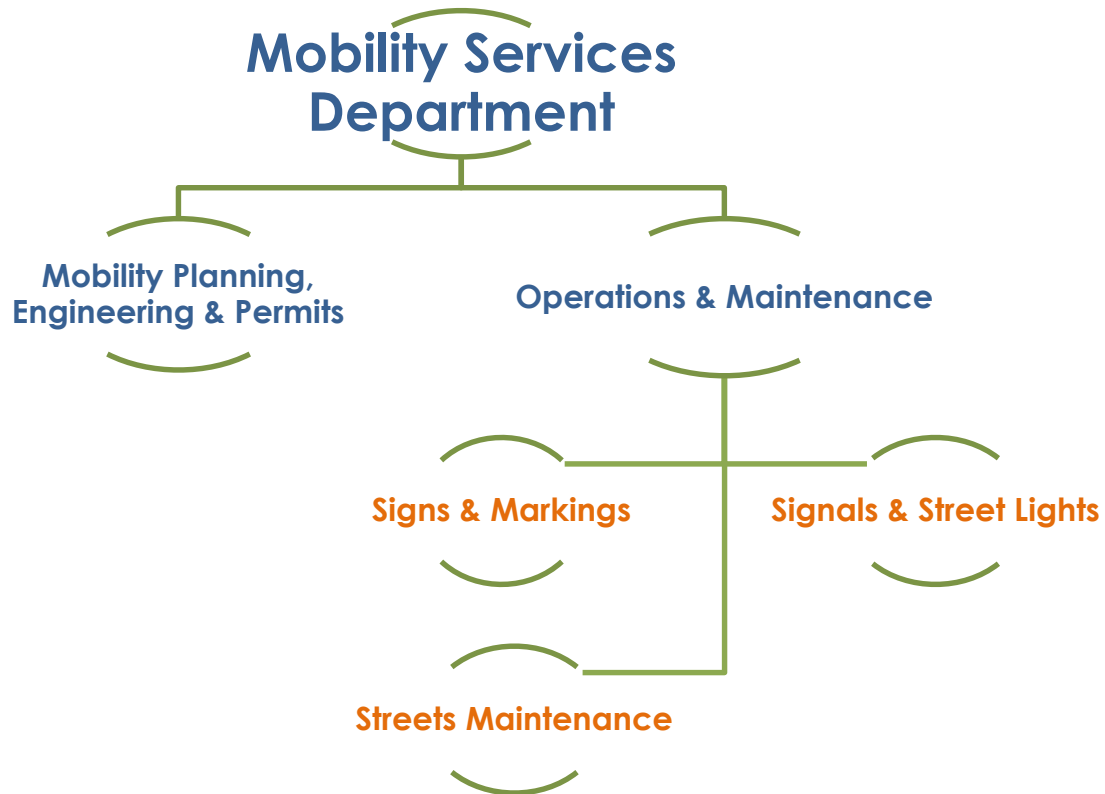 Mobility Services
Department
Mobility Planning,
Engineering & Permits
Operations & Maintenance
Signs & Markings
Signals & Street Lights
Streets Maintenance